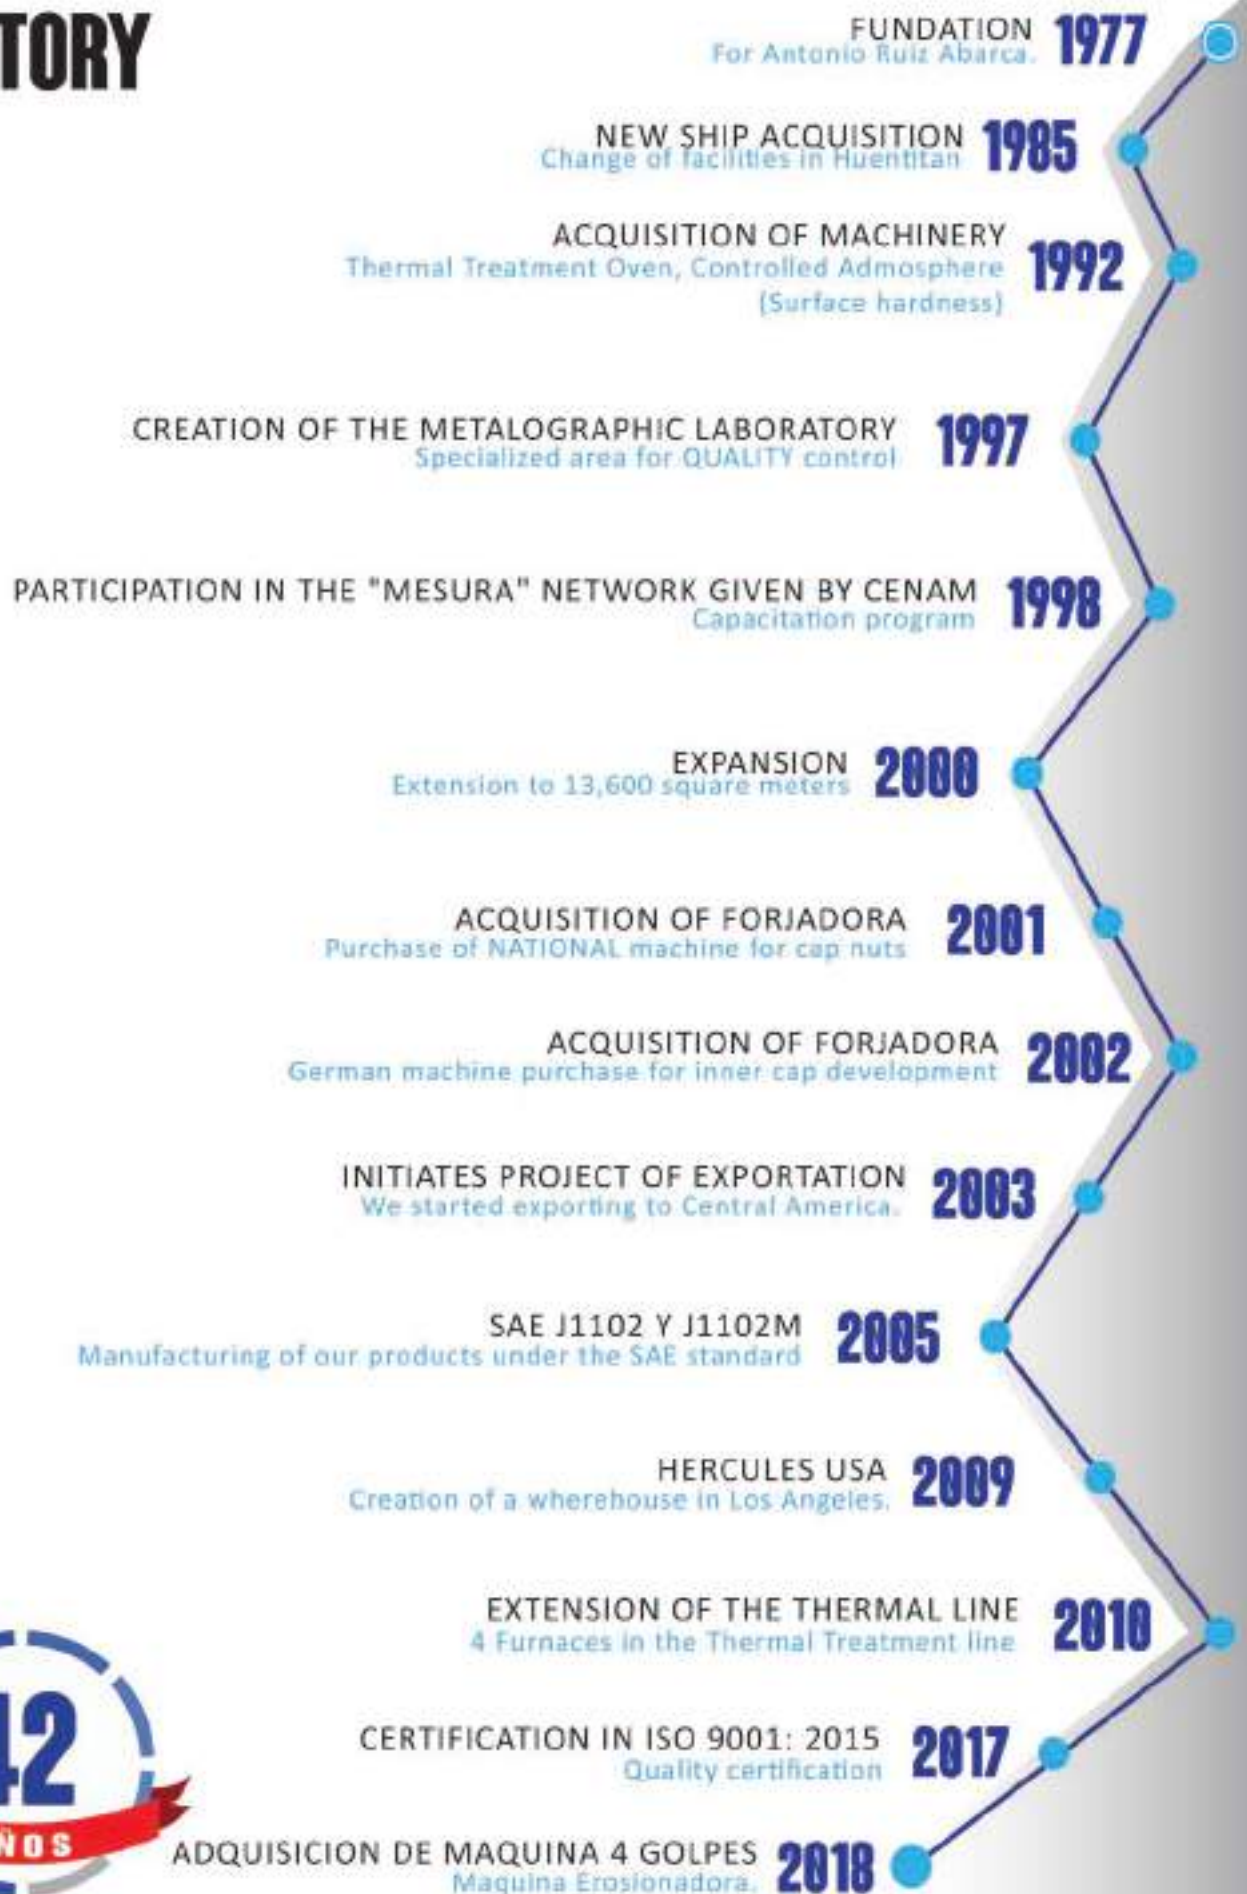 TORY
FUNDATION
For Antonio Ruiz Abarca.
1977
NEW SHIP ACQUISITION
Change of facilities in Huentitan
1985
ACQUISITION OF MACHINERY
Thermal Treatment Oven, Controlled Admosphere
(Surface hardness)
1992
CREATION OF THE METALOGRAPHIC LABORATORY
Specialized area for QUALITY control
1997
PARTICIPATION IN THE "MESURA" NETWORK GIVEN BY CENAM
Capacitation program
1998
EXPANSION
Extension to 13,600 square meters
2000
ACQUISITION OF FORJADORA
Purchase of NATIONAL machine for cap nuts
2001
ACQUISITION OF FORJADORA
German machine purchase for inner cap development
2002
INITIATES PROJECT OF EXPORTATION
We started exporting to Central America.
2003
SAE J1102 Y J1102M
Manufacturing of our products under the SAE standard
2005
HERCULES USA
Creation of a wherehouse in Los Angeles.
2009
EXTENSION OF THE THERMAL LINE
4 Furnaces in the Thermal Treatment line
2010
CERTIFICATION IN ISO 9001: 2015
Quality certification
2017
42
ÑOS
ADQUISICION DE MAQUINA 4 GOLPES
Maquina Erosionadora.
2018